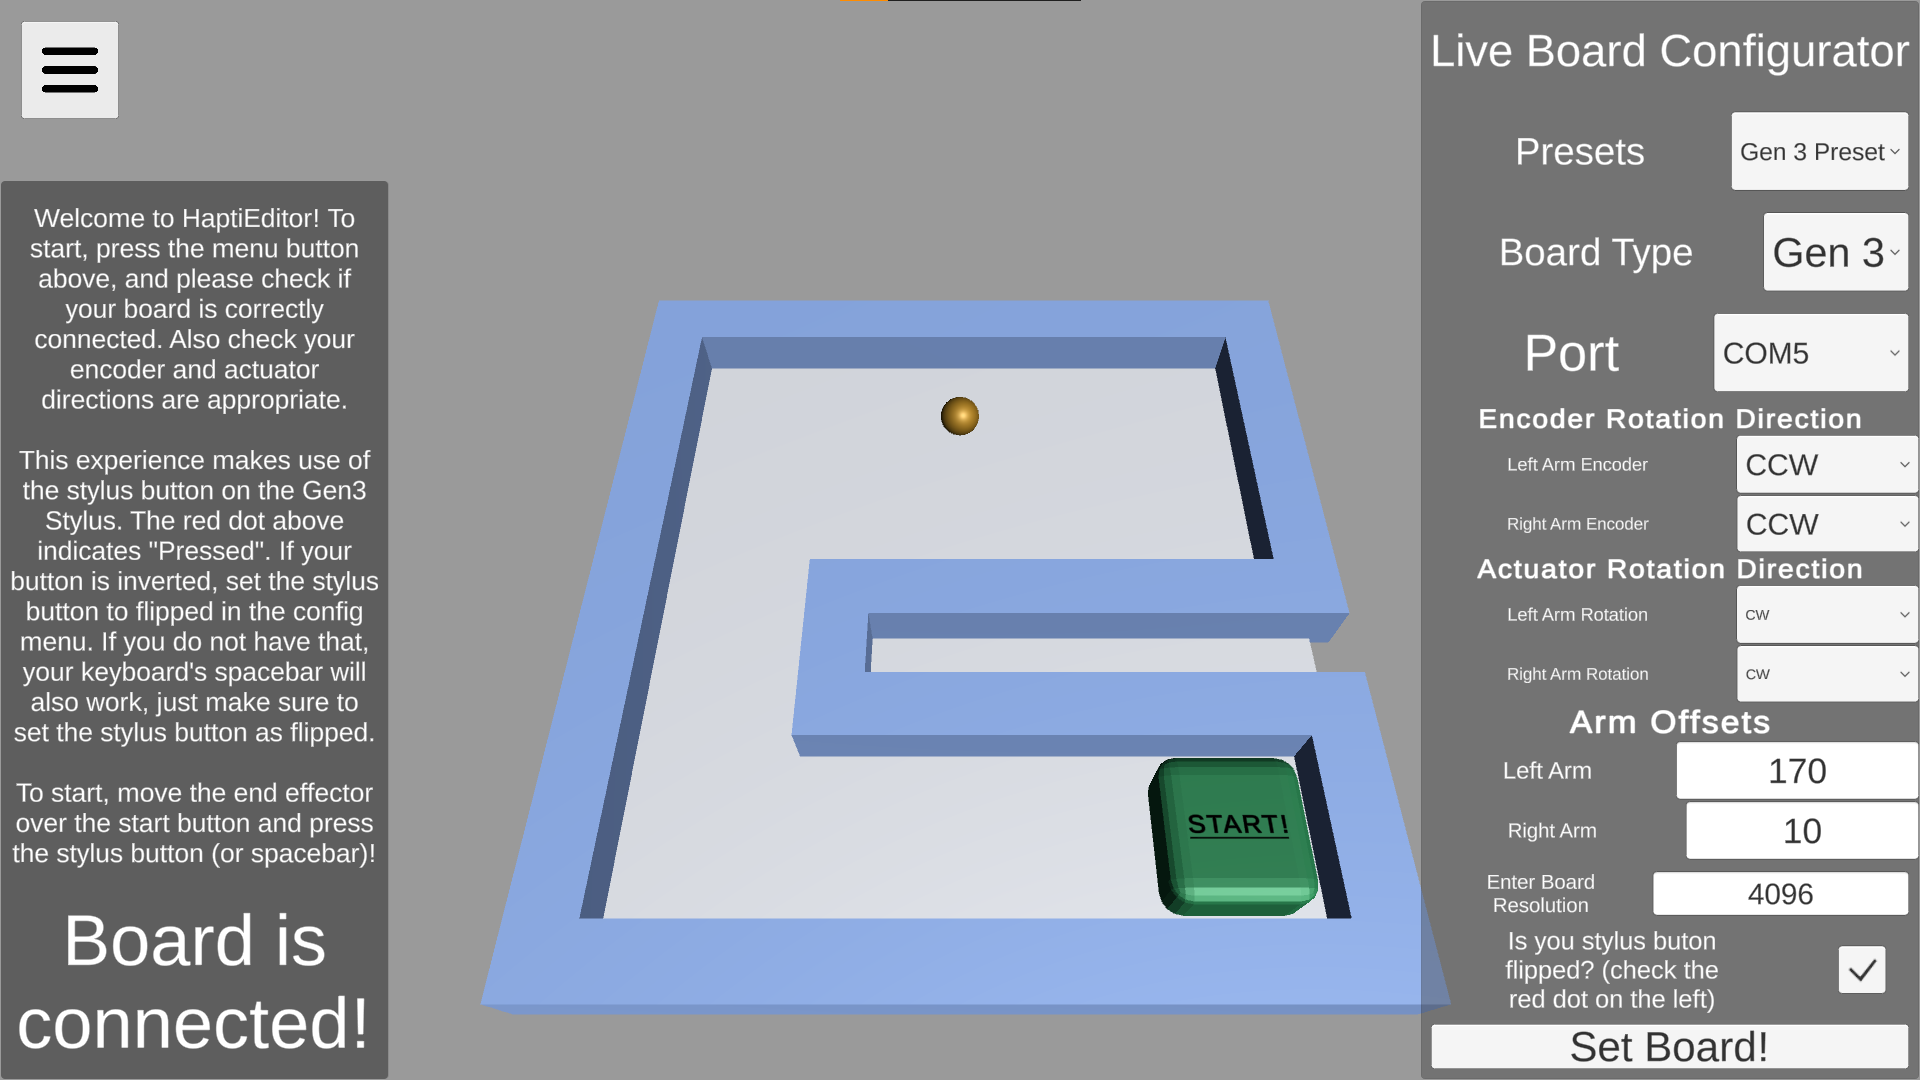 Welcome to HaptiEditor! To
start, press the menu button
above, and please check if
your board is correctly
connected. Also check your
encoder and actuator
directions are appropriate.
This experience makes use of
the stylus button on the Gen3
Stylus. The red dot above
indicates "Pressed". If your
button is inverted, set the stylus
button to flipped in the config
menu. If you do not have that,
your keyboard's spacebar will
also work, just make sure to
set the stylus button as flipped.
To start, move the end effector
over the start button and press
the stylus button (or spacebar)!
Board is
connected!
START!
Live Board Configurator
Presets
Gen 3 Preset
Board Type
Gen 3
Port
COM5
Encoder Rotation Direction
Left Arm Encoder
CCW
Right Arm Encoder
CCW
Actuator Rotation Direction
Left Arm Rotation
CW
Right Arm Rotation
CW
Arm Offsets
Left Arm
170
Right Arm
10
Enter Board
Resolution
4096
Is you stylus buton
flipped? (check the
red dot on the left)
Set Board!